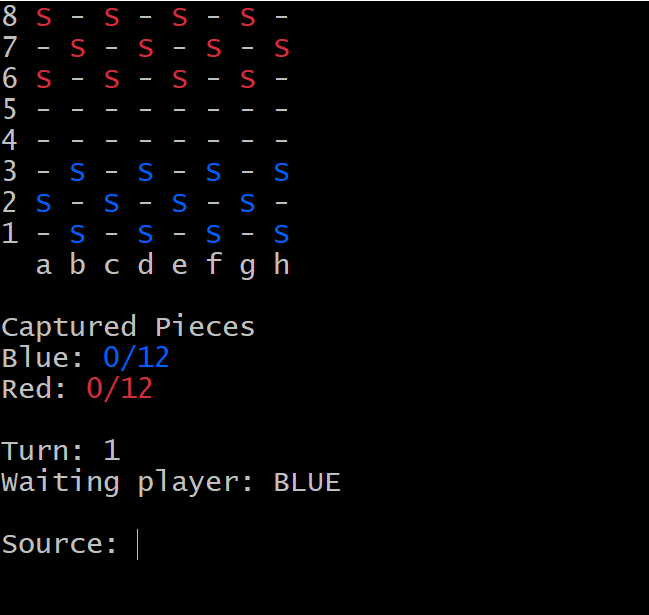 8 S - S - S - S -
7 - S - S - S - S
6 S - S - S - S -
5 - - - - - - - -
4 - - - - - - - -
3 - S - S - S - S
2 S - S - S - S -
1 - S - S - S - S
a b c d e f g h
Captured Pieces
Blue: 0/12
Red: 0/12
Turn: 1
Waiting player: BLUE
Source: